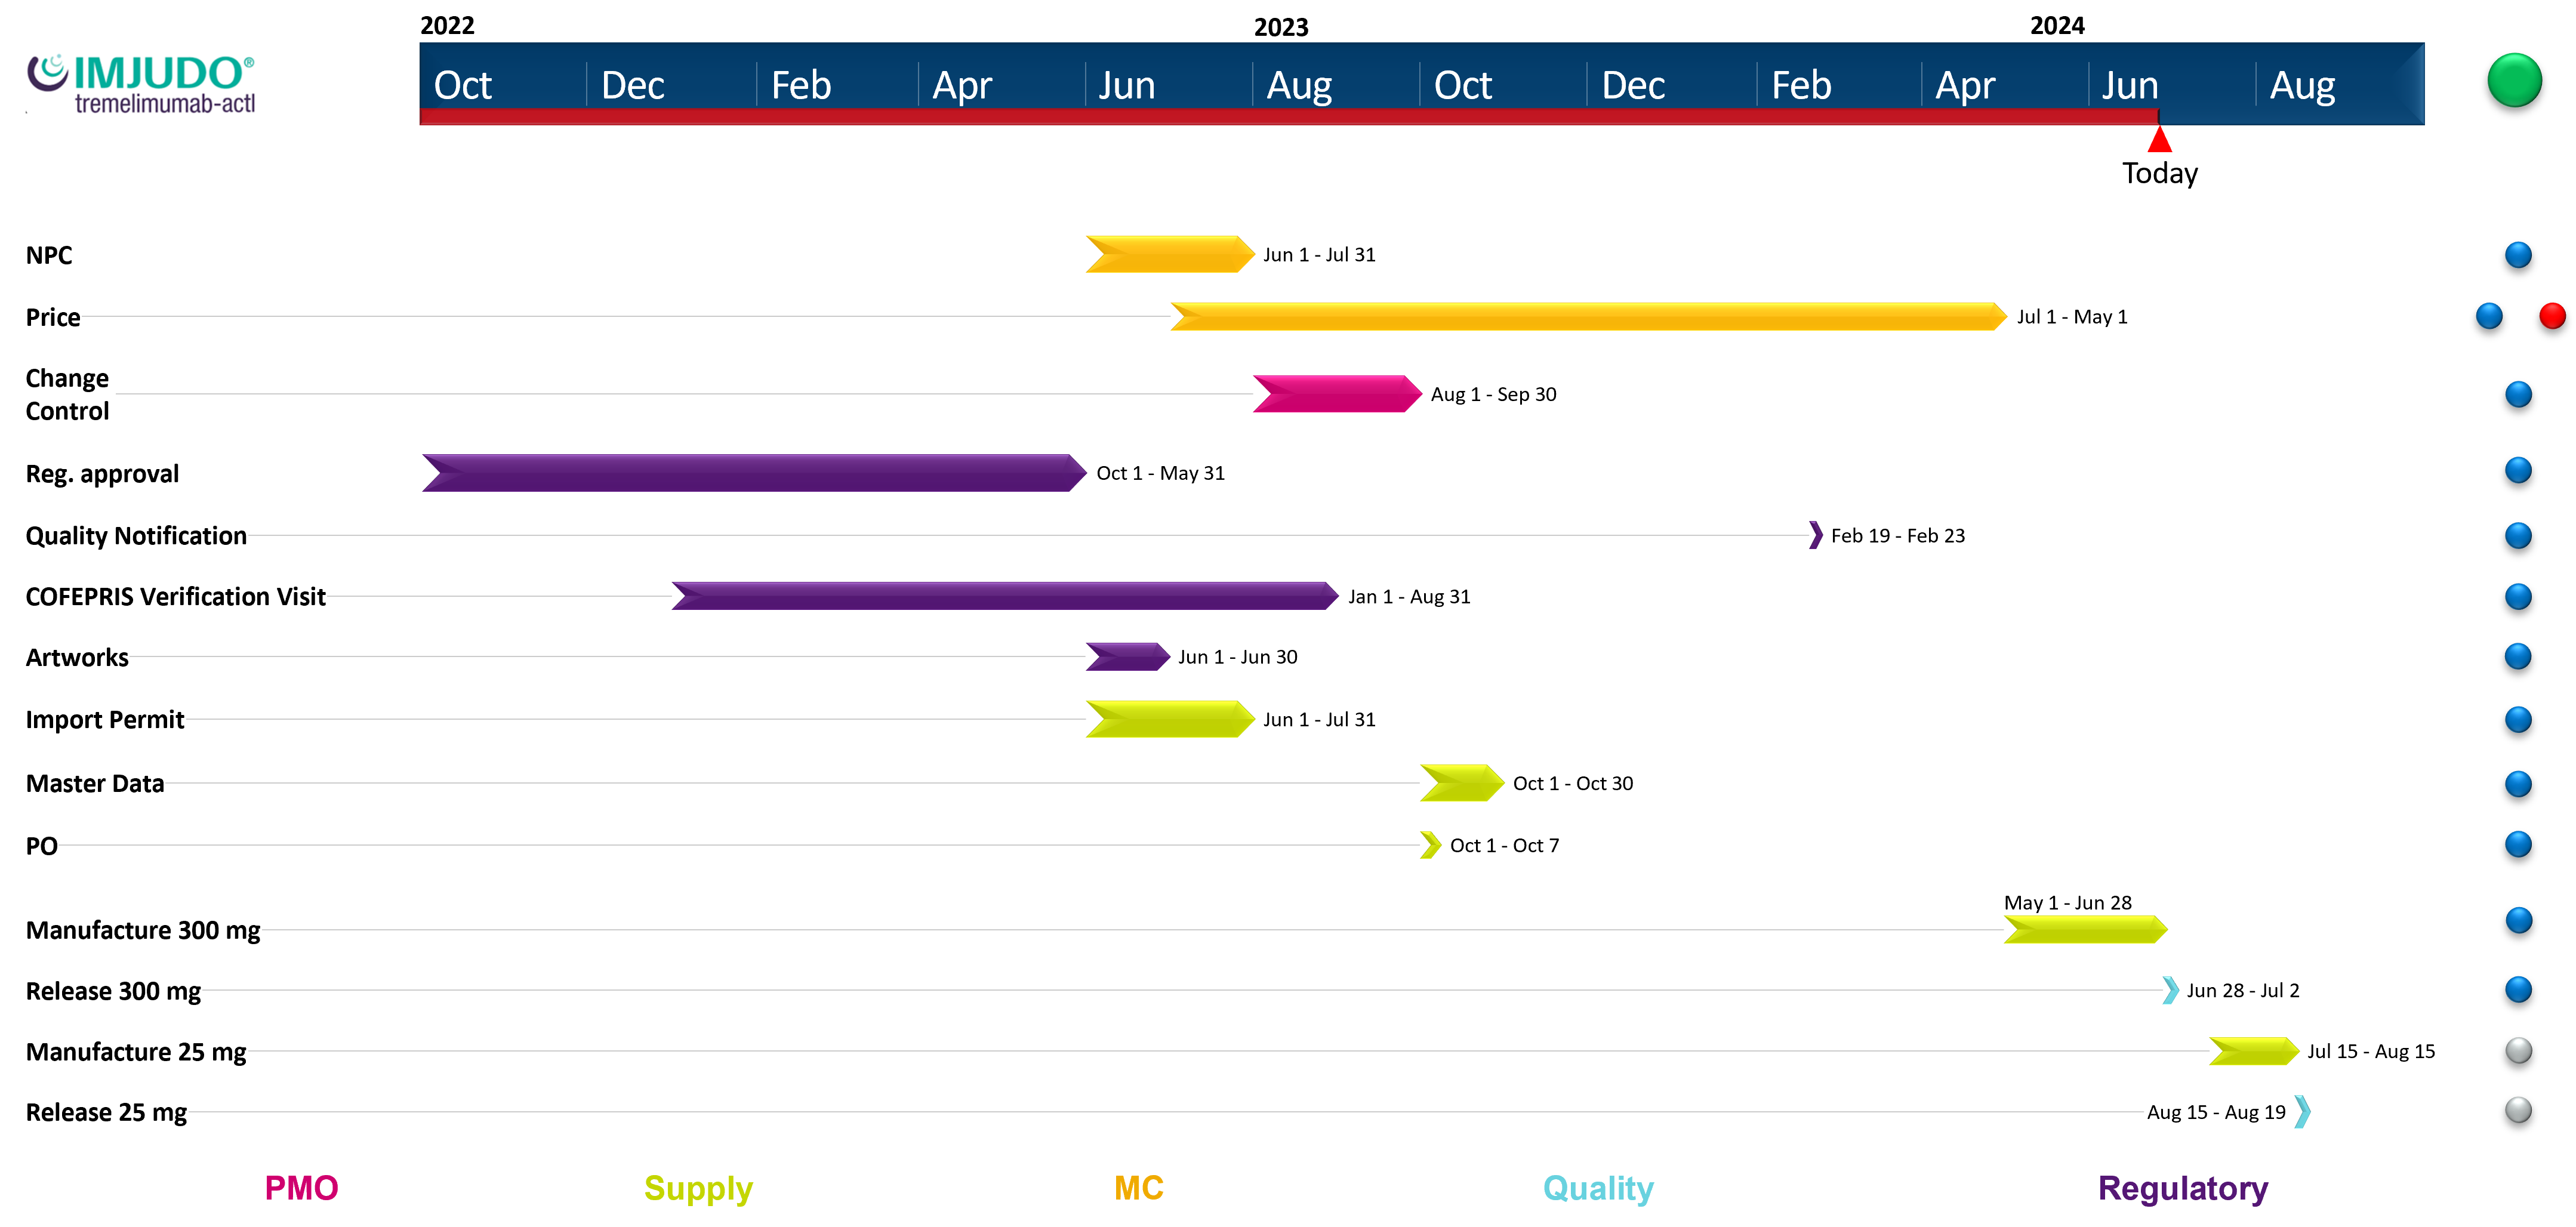 2022
2023
2024
IMJUDO®
tremelimumab-actl
Oct
Dec
Feb
Apr
Jun
Aug
Oct
Dec
Feb
Apr
Jun
Aug
Today
NPC
Jun 1 - Jul 31
Price
Jul 1 - May 1
Change
Control
Aug 1 - Sep 30
Reg. approval
Oct 1 - May 31
Quality Notification
Feb 19 - Feb 23
COFEPRIS Verification Visit
Jan 1 - Aug 31
Artworks
Jun 1 - Jun 30
Import Permit
Jun 1 - Jul 31
Master Data
Oct 1 - Oct 30
PO
Oct 1 - Oct 7
May 1 - Jun 28
Manufacture 300 mg
Release 300 mg
Jun 28 - Jul 2
Manufacture 25 mg
Jul 15 - Aug 15
Release 25 mg
Aug 15 - Aug 19
PMO
Supply
MC
Quality
Regulatory